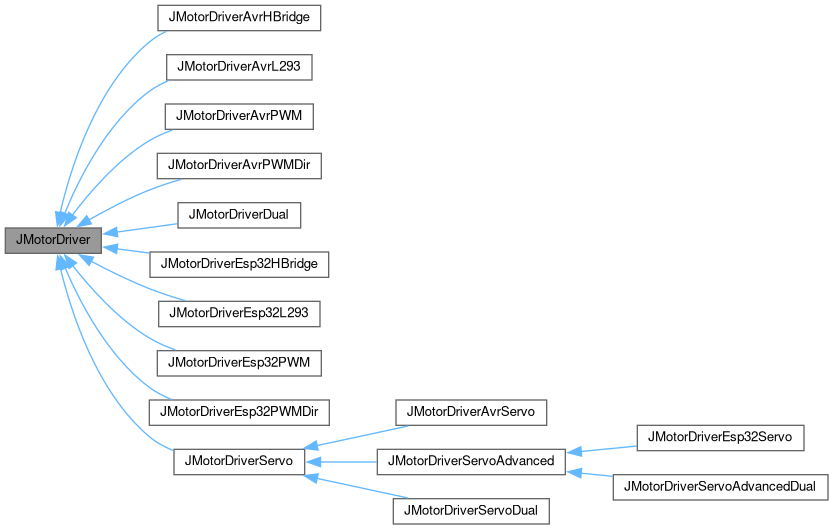 JMotorDriverAvrHBridge
JMotorDriverAvrL293
JMotorDriverAvrPWM
JMotorDriverAvrPWMDir
JMotorDriverDual
JMotorDriver
JMotorDriverEsp32HBridge
JMotorDriverEsp32L293
JMotorDriverEsp32PWM
JMotorDriverEsp32PWMDir
JMotorDriverAvrServo
JMotorDriverEsp32Servo
JMotorDriverServo
JMotorDriverServoAdvanced
JMotorDriverServoAdvancedDual
JMotorDriverServoDual